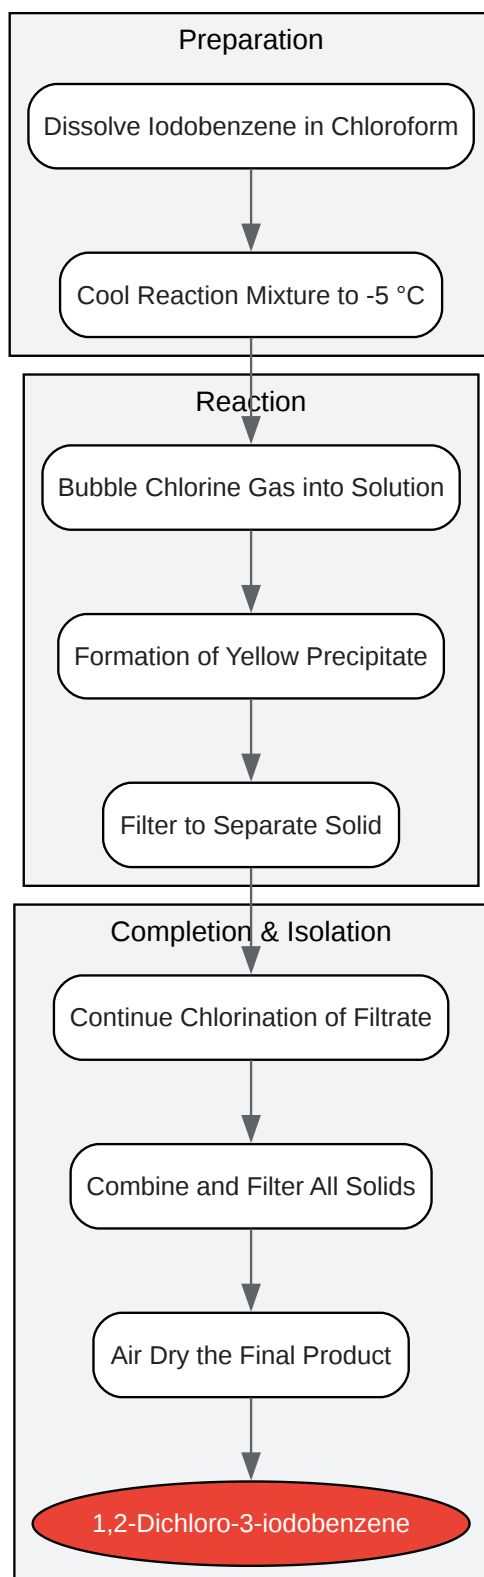 Preparation
Dissolve Iodobenzene in Chloroform
Cool Reaction Mixture to -5 °C
Reaction
Bubble Chlorine Gas into Solution
Formation of Yellow Precipitate
Filter to Separate Solid
Completion & Isolation
Continue Chlorination of Filtrate
Combine and Filter All Solids
Air Dry the Final Product
1,2-Dichloro-3-iodobenzene